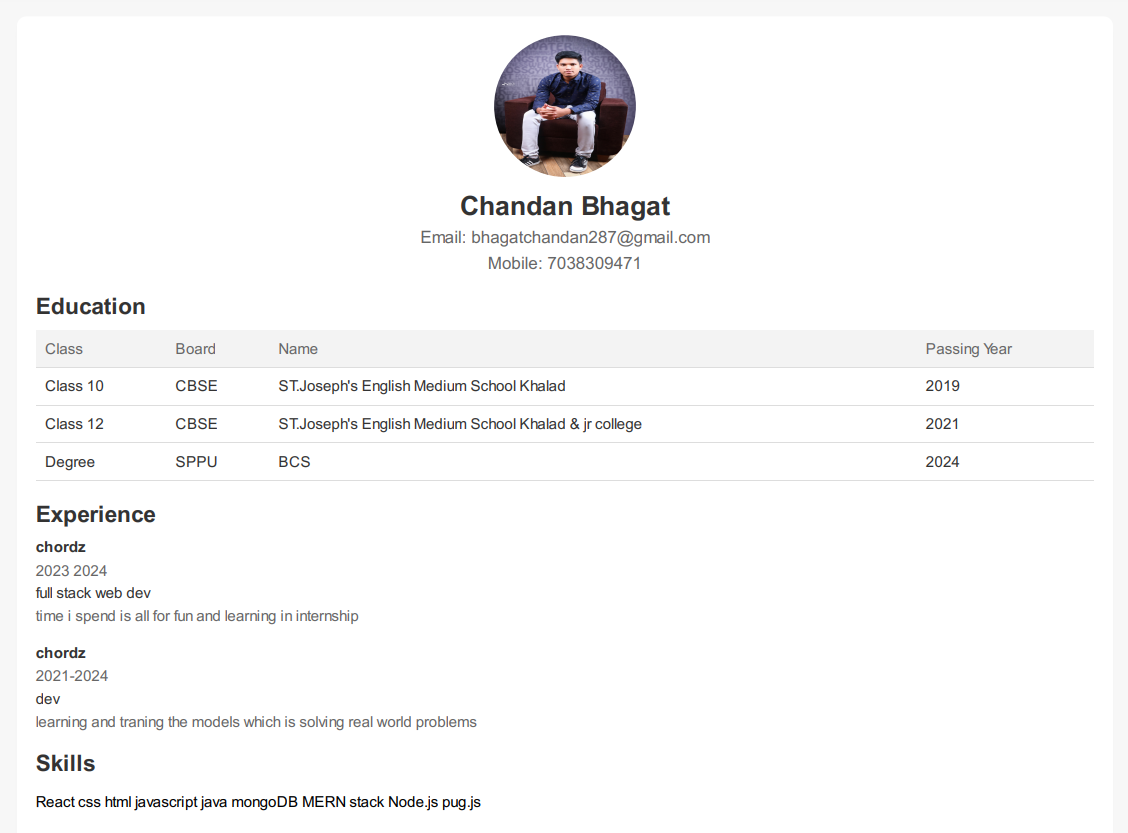 Chandan Bhagat
Email: bhagatchandan287@gmail.com
Mobile: 7038309471
Education
Class Board Name Passing Year
Class 10 CBSE ST.Joseph's English Medium School Khalad 2019
Class 12 CBSE ST.Joseph's English Medium School Khalad & jr college 2021
Degree SPPU BCS 2024
Experience
chordz
2023 2024
full stack web dev
time i spend is all for fun and learning in internship
chordz
2021-2024
dev
learning and traning the models which is solving real world problems
Skills
React css html javascript java mongoDB MERN stack Node.js pug.js